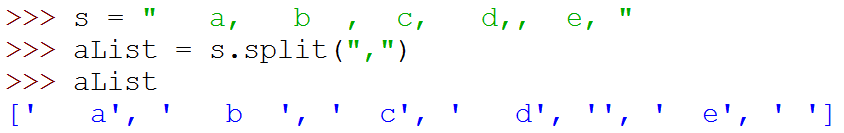 >>> s = "   a,   b  ,  c,   d,,  e, "
>>> aList = s.split(",")
>>> aList
['   a', '   b  ', '  c', '   d', '', '  e', ' ']